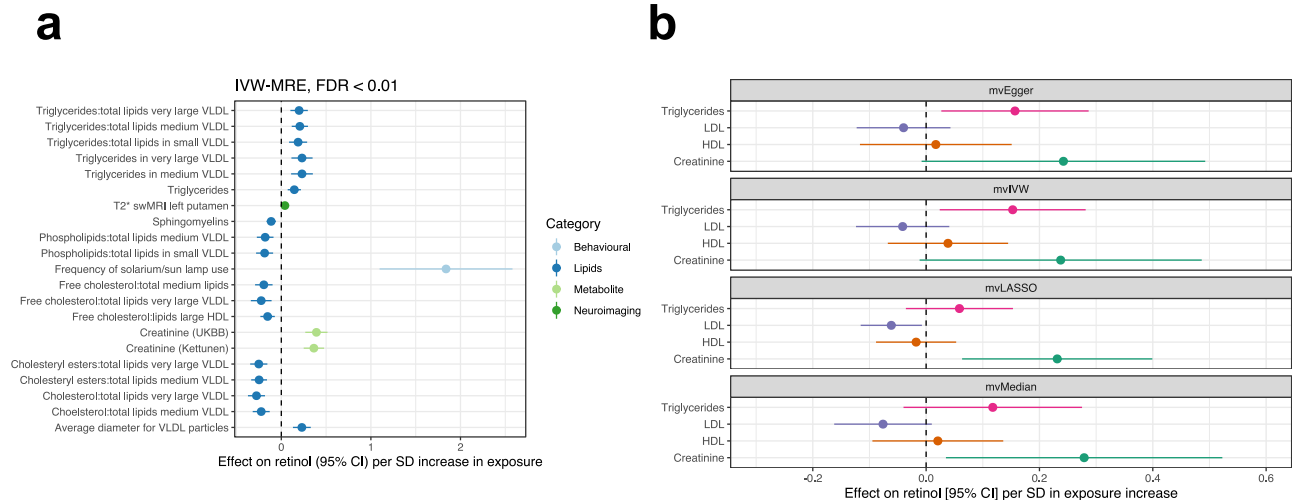 a
IVW-MRE, FDR < 0.01
Triglycerides:total lipids very large VLDL
Triglycerides:total lipids medium VLDL
Triglycerides:total lipids in small VLDL
Triglycerides in very large VLDL
Triglycerides in medium VLDL
Triglycerides
T2* swMRI left putamen
Sphingomyelins
Phospholipids:total lipids medium VLDL
Phospholipids:total lipids in small VLDL
Frequency of solarium/sun lamp use
Free cholesterol:total medium lipids
Free cholesterol:total lipids very large VLDL
Free cholesterol:lipids large HDL
Creatinine (UKBB)
Creatinine (Kettunen)
Cholesteryl esters:total lipids very large VLDL
Cholesteryl esters:total lipids medium VLDL
Cholesterol:total lipids very large VLDL
Choelsterol:total lipids medium VLDL
Average diameter for VLDL particles
0 1 2
Effect on retinol (95% CI) per SD increase in exposure
Category
Behavioural
Lipids
Metabolite
Neuroimaging
b
mvEgger
Triglycerides
LDL
HDL
Creatinine
mvIVW
Triglycerides
LDL
HDL
Creatinine
mvLASSO
Triglycerides
LDL
HDL
Creatinine
mvMedian
Triglycerides
LDL
HDL
Creatinine
-0.2 0.0 0.2 0.4 0.6
Effect on retinol [95% CI] per SD in exposure increase